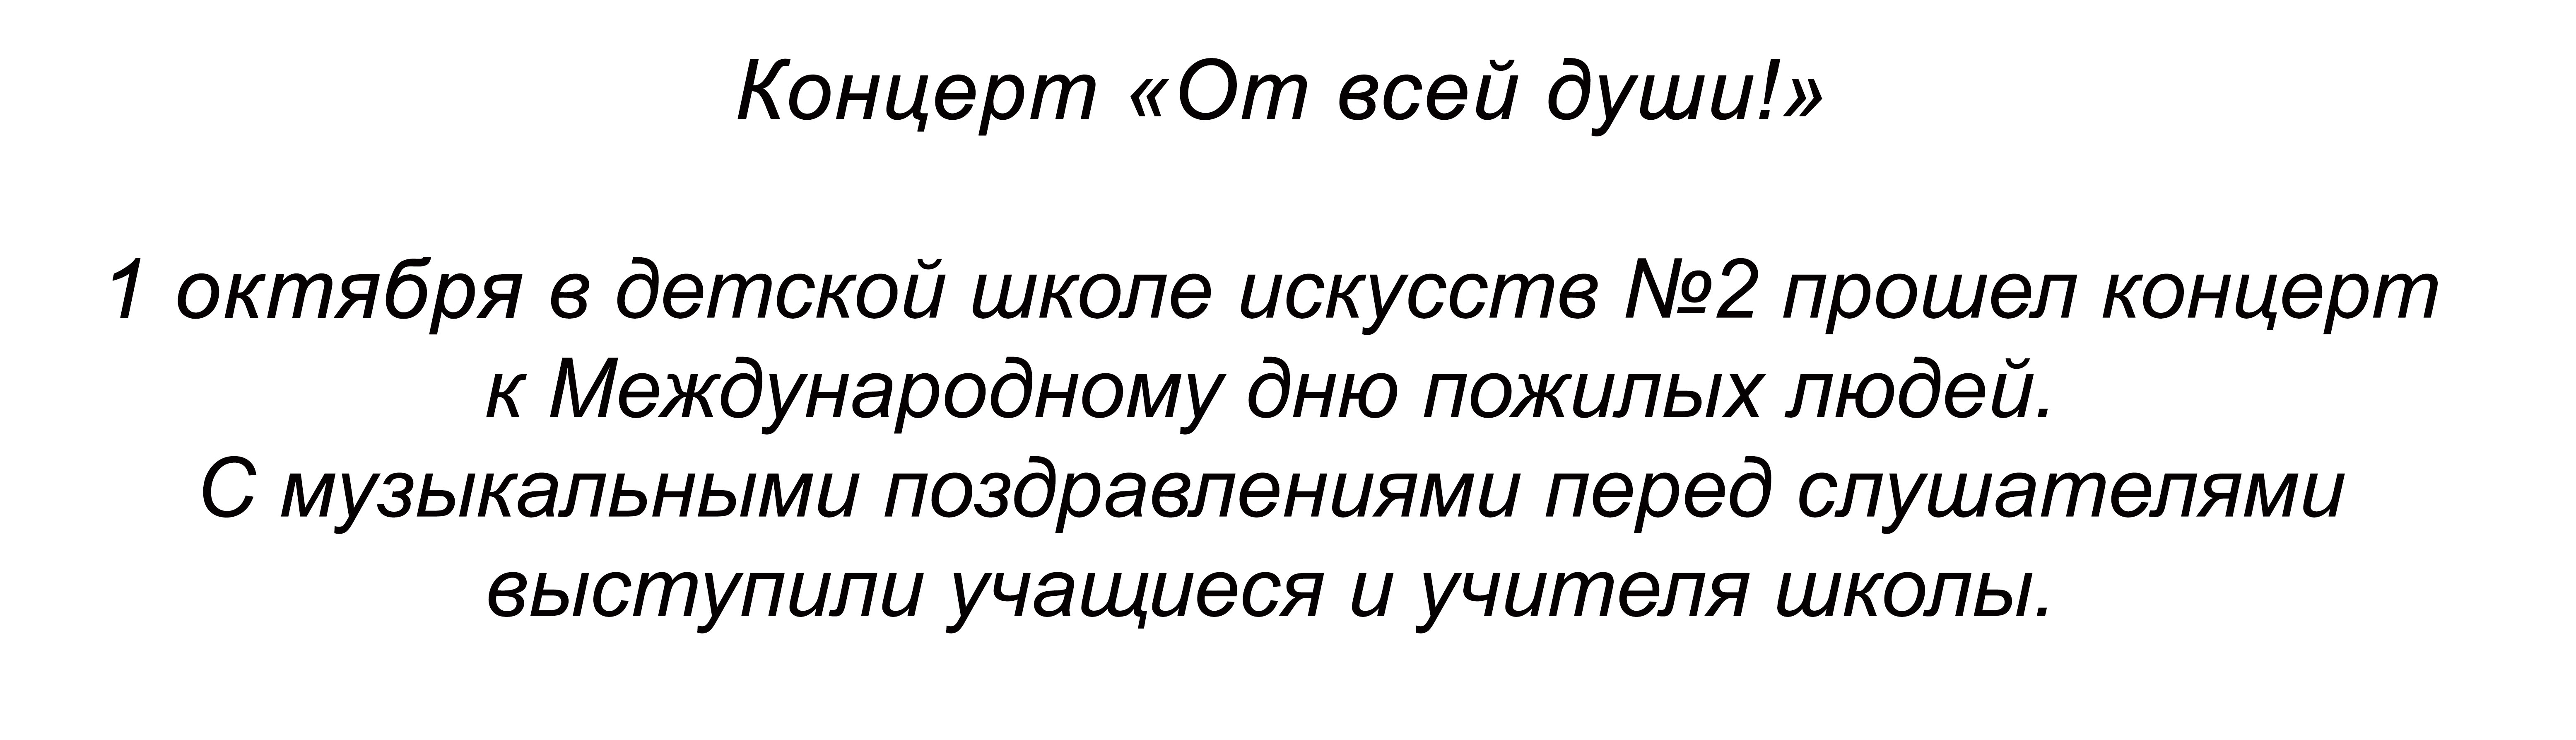 Концерт «От всей души!»
1 октября в детской школе искусств №2 прошел концерт
к Международному дню пожилых людей.
С музыкальными поздравлениями перед слушателями
выступили учащиеся и учителя школы.